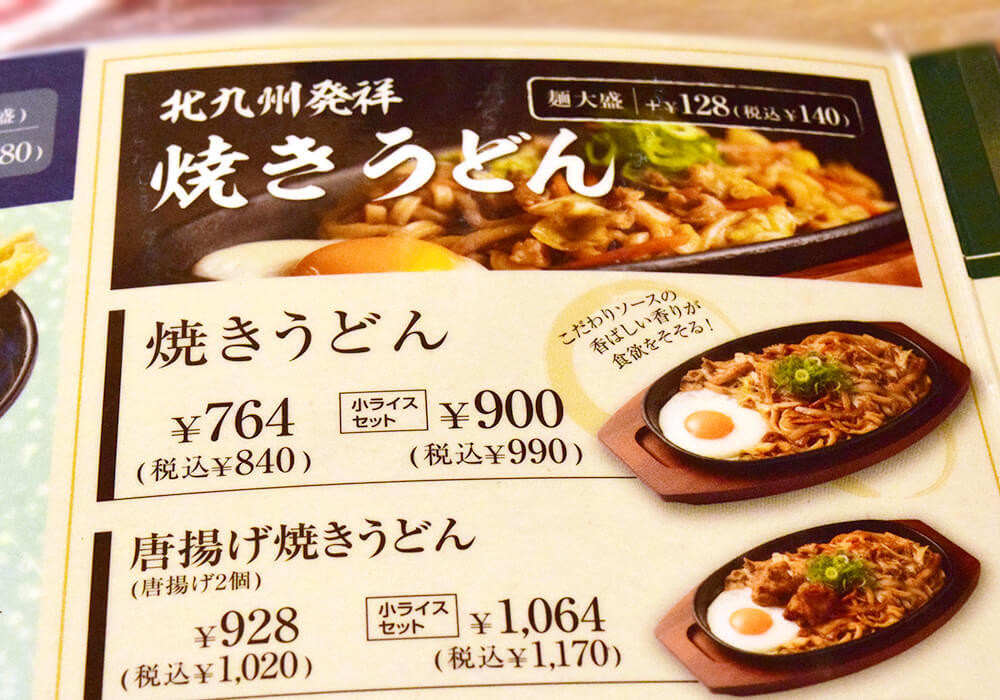 盛)
80)
北九州発祥
麺大盛 +¥128(税込¥140)
焼きうどん
こだわりソースの
香ばしい香りが
食欲をそそる!
焼きうどん
¥764
(税込¥840)
小ライス
セット
¥900
(税込¥990)
唐揚げ焼きうどん
(唐揚げ2個)
¥928
(税込¥1,020)
小ライス
セット
¥1,064
(税込¥1,170)